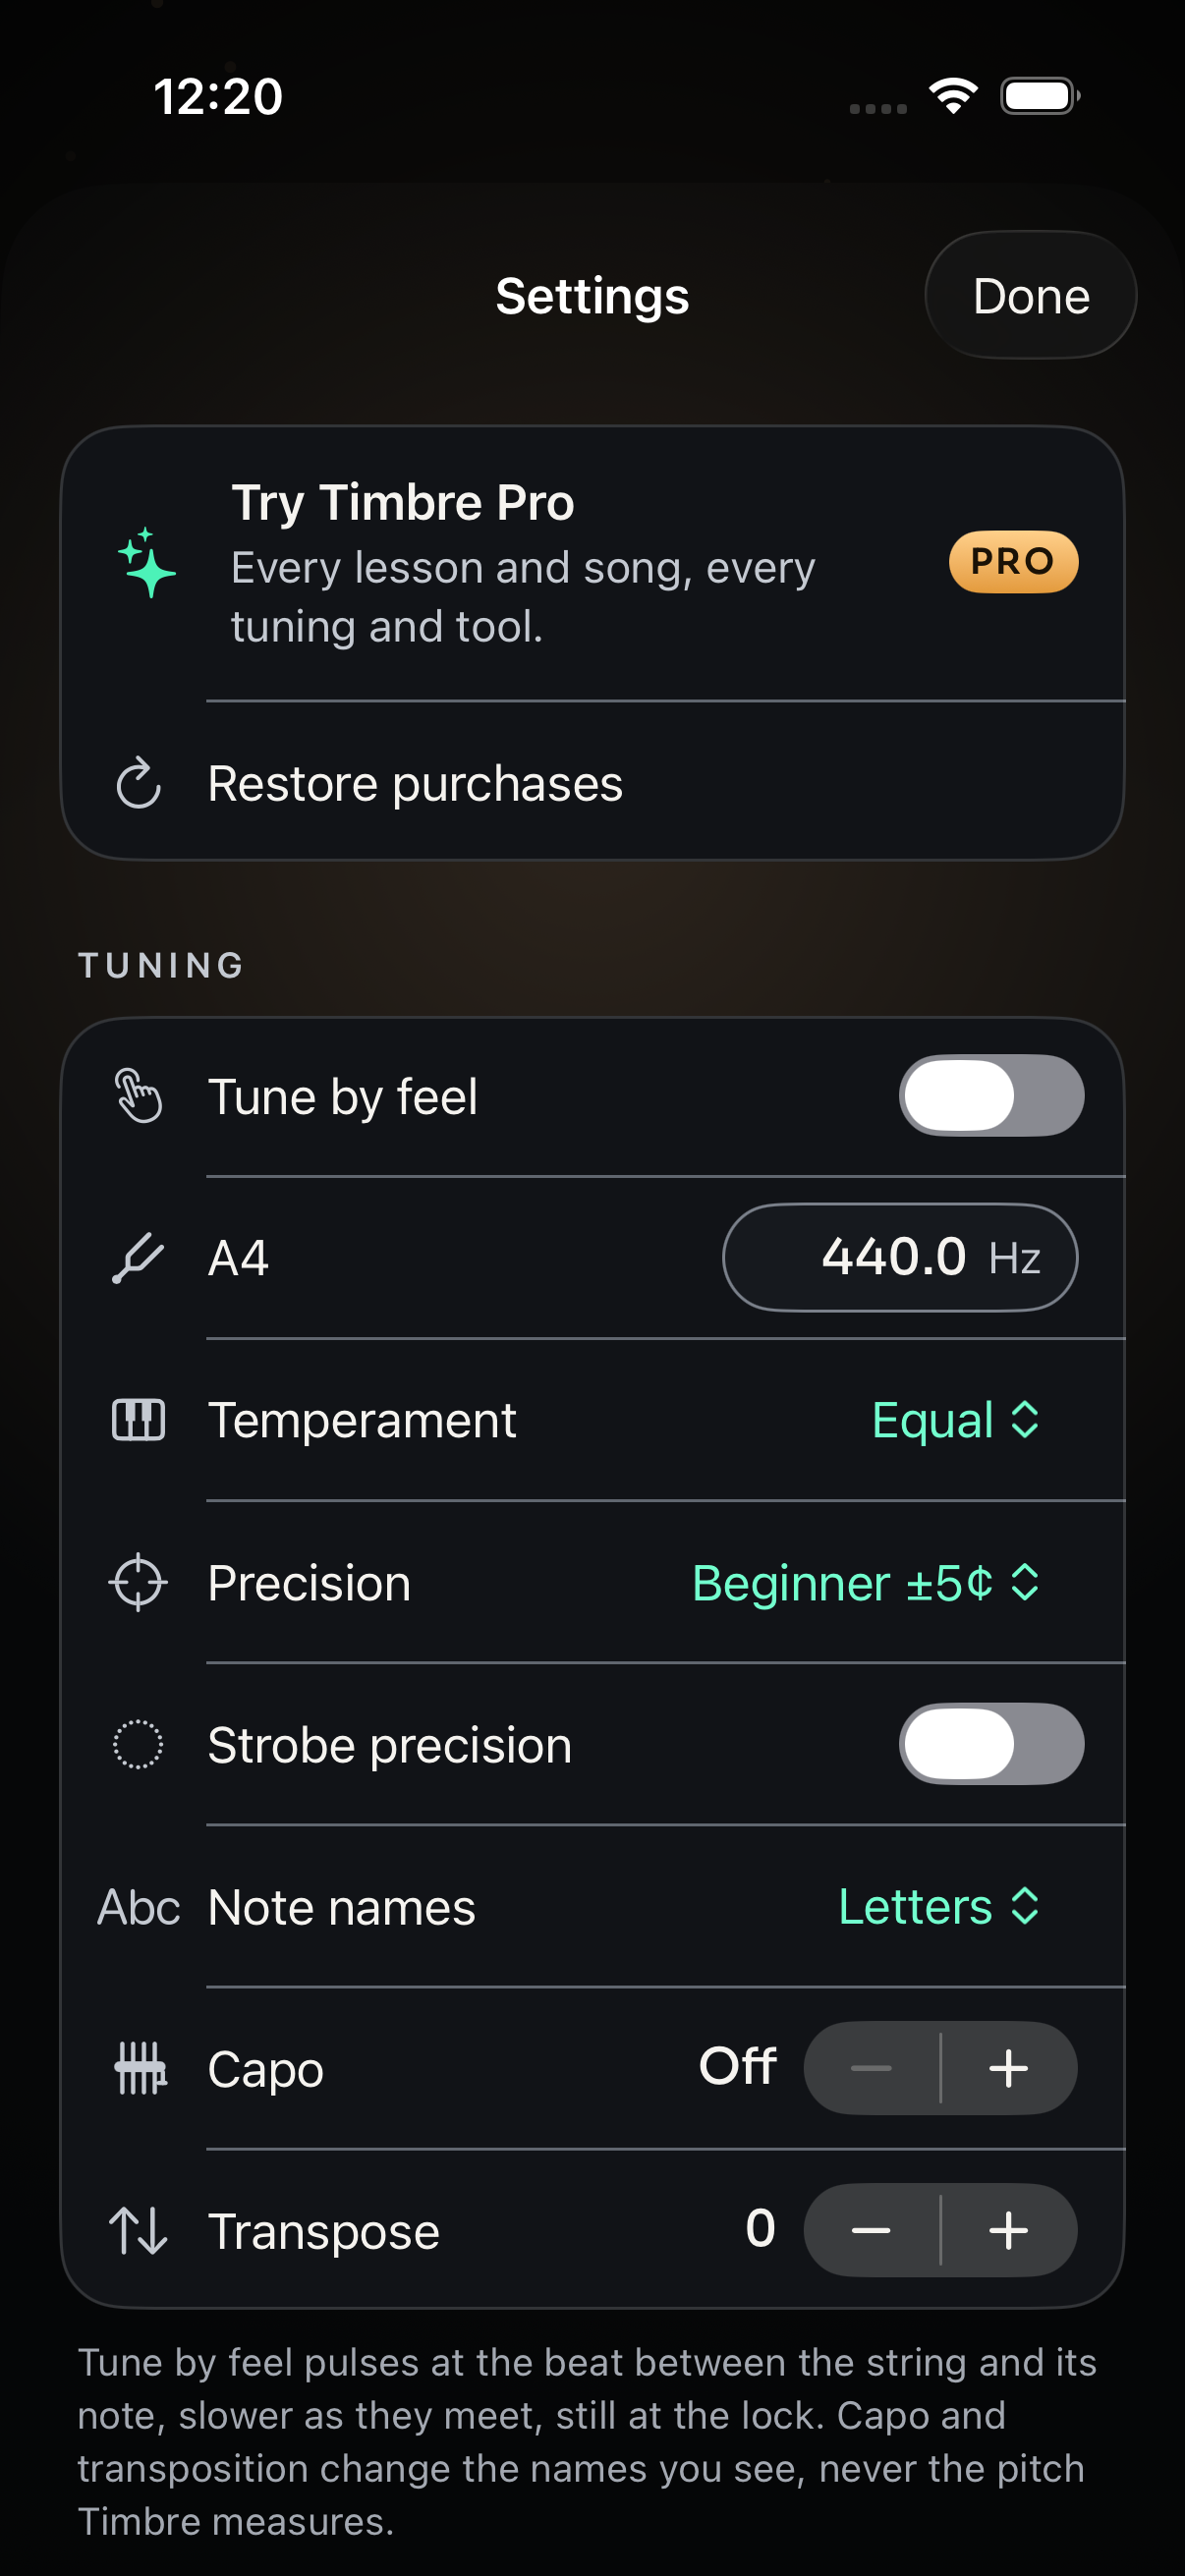 12:20
Settings
Done
Try Timbre Pro
Every lesson and song, every
tuning and tool.
PRO
Restore purchases
TUNING
Tune by feel
A4
440.0 Hz
Temperament
Equal
Precision
Beginner ±5¢
Strobe precision
Abc Note names
Letters
Capo
Off
Transpose
0
Tune by feel pulses at the beat between the string and its
note, slower as they meet, still at the lock. Capo and
transposition change the names you see, never the pitch
Timbre measures.